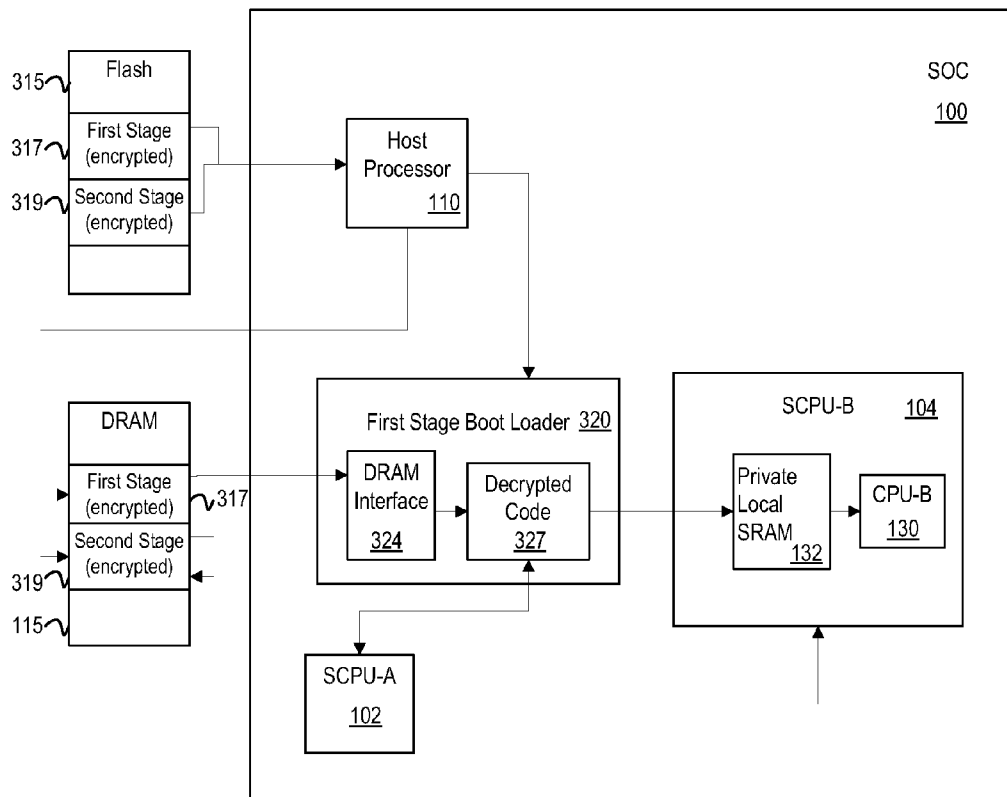 Flash
315
First Stage
(encrypted)
317
Second Stage
(encrypted)
319
SOC
100
Host
Processor
110
DRAM
First Stage
(encrypted)
317
Second Stage
(encrypted)
319
115
First Stage Boot Loader 320
DRAM
Interface
324
Decrypted
Code
327
SCPU-A
102
SCPU-B 104
Private
Local
SRAM
132
CPU-B
130